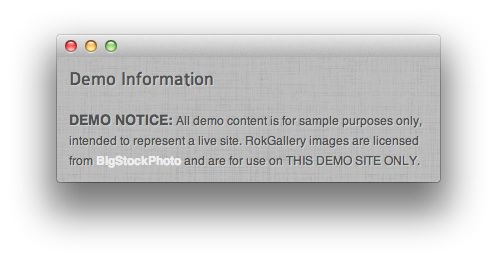 Demo Information
DEMO NOTICE: All demo content is for sample purposes only,
intended to represent a live site. RokGallery images are licensed
from BigStockPhoto and are for use on THIS DEMO SITE ONLY.